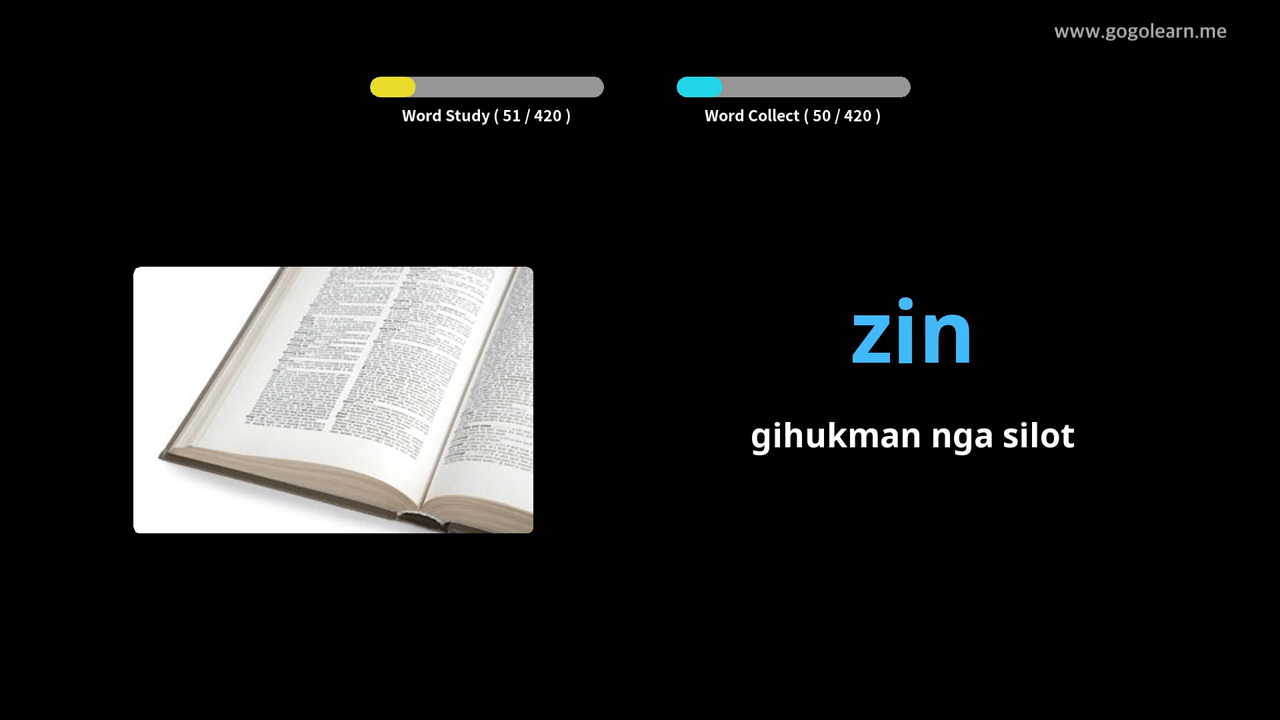 www.gogolearn.me
Word Study ( 51 / 420 )
Word Collect ( 50 / 420 )
zin
gihukman nga silot